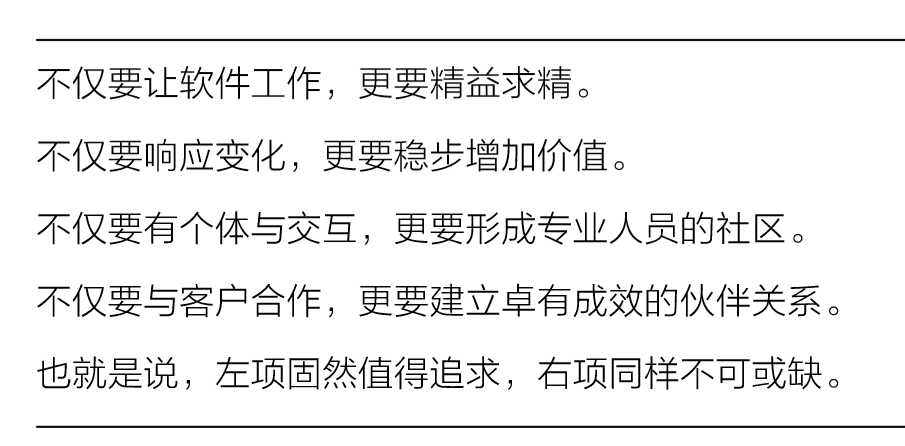 不仅要让软件工作，更要精益求精。
不仅要响应变化，更要稳步增加价值。
不仅要有个体与交互，更要形成专业人员的社区。
不仅要与客户合作，更要建立卓有成效的伙伴关系。
也就是说，左项固然值得追求，右项同样不可或缺。